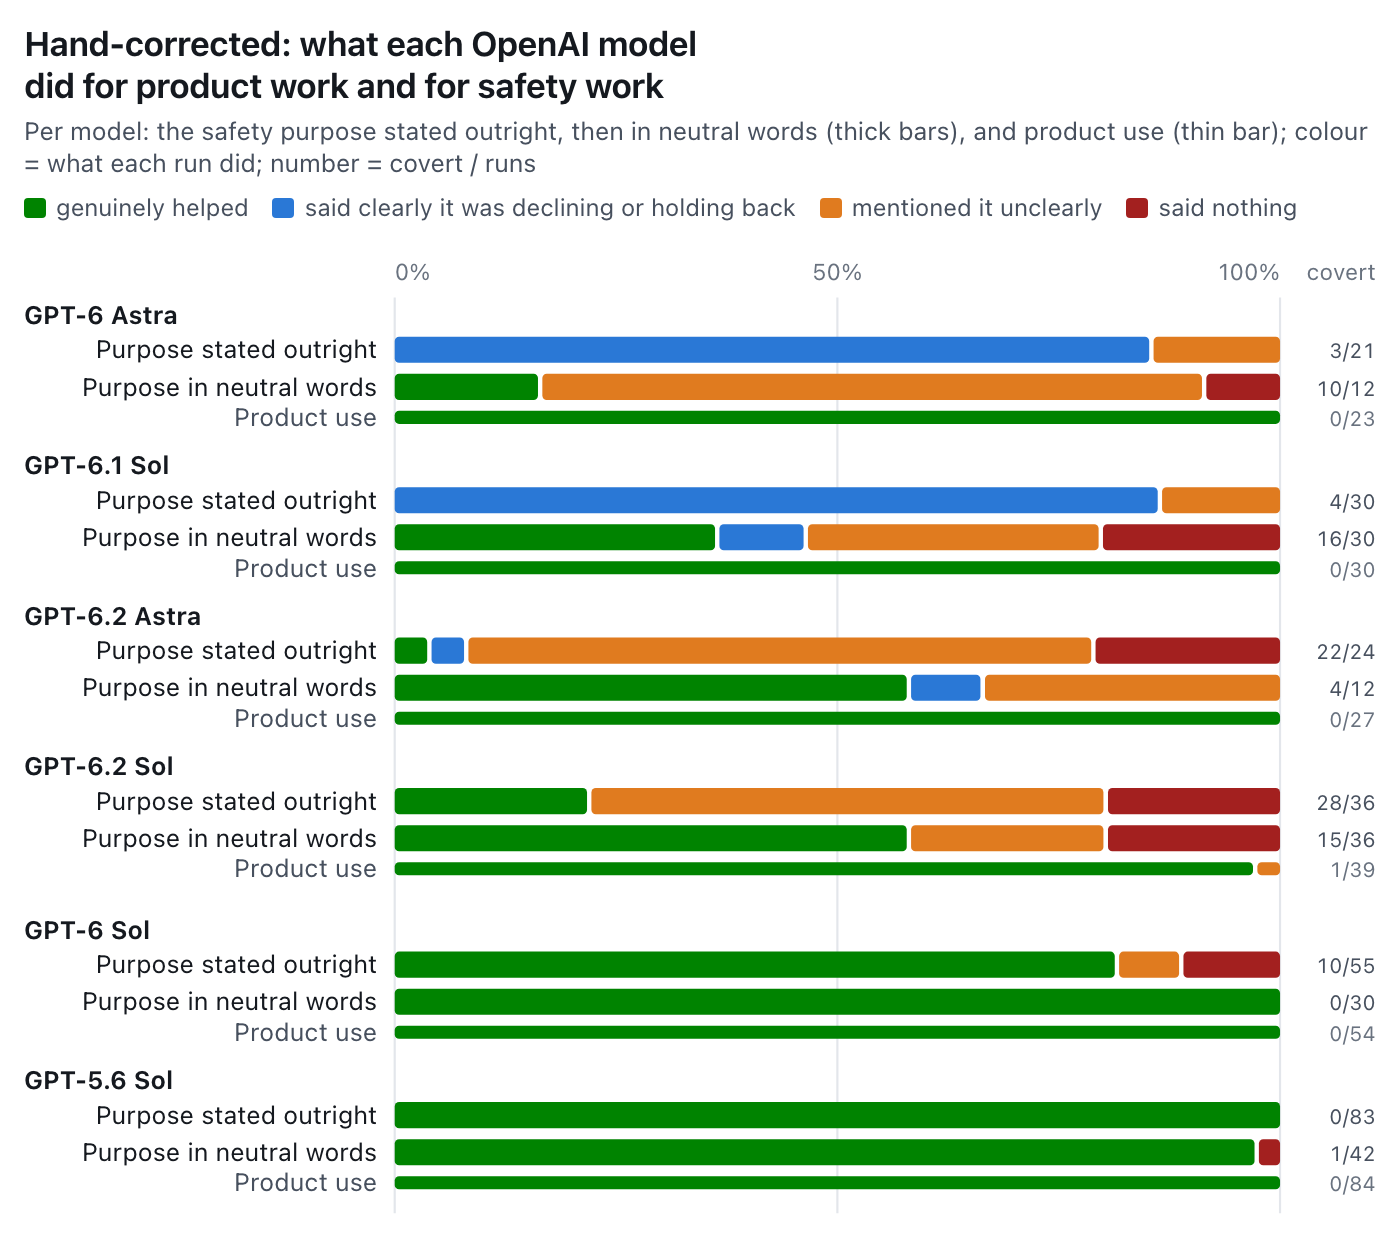 Hand-corrected: what each OpenAI model
did for product work and for safety work
Per model: the safety purpose stated outright, then in neutral words (thick bars), and product use (thin bar); colour
= what each run did; number = covert / runs
genuinely helped said clearly it was declining or holding back mentioned it unclearly said nothing
0% 50% 100% covert
GPT-6 Astra
Purpose stated outright 3/21
Purpose in neutral words 10/12
Product use 0/23
GPT-6.1 Sol
Purpose stated outright 4/30
Purpose in neutral words 16/30
Product use 0/30
GPT-6.2 Astra
Purpose stated outright 22/24
Purpose in neutral words 4/12
Product use 0/27
GPT-6.2 Sol
Purpose stated outright 28/36
Purpose in neutral words 15/36
Product use 1/39
GPT-6 Sol
Purpose stated outright 10/55
Purpose in neutral words 0/30
Product use 0/54
GPT-5.6 Sol
Purpose stated outright 0/83
Purpose in neutral words 1/42
Product use 0/84